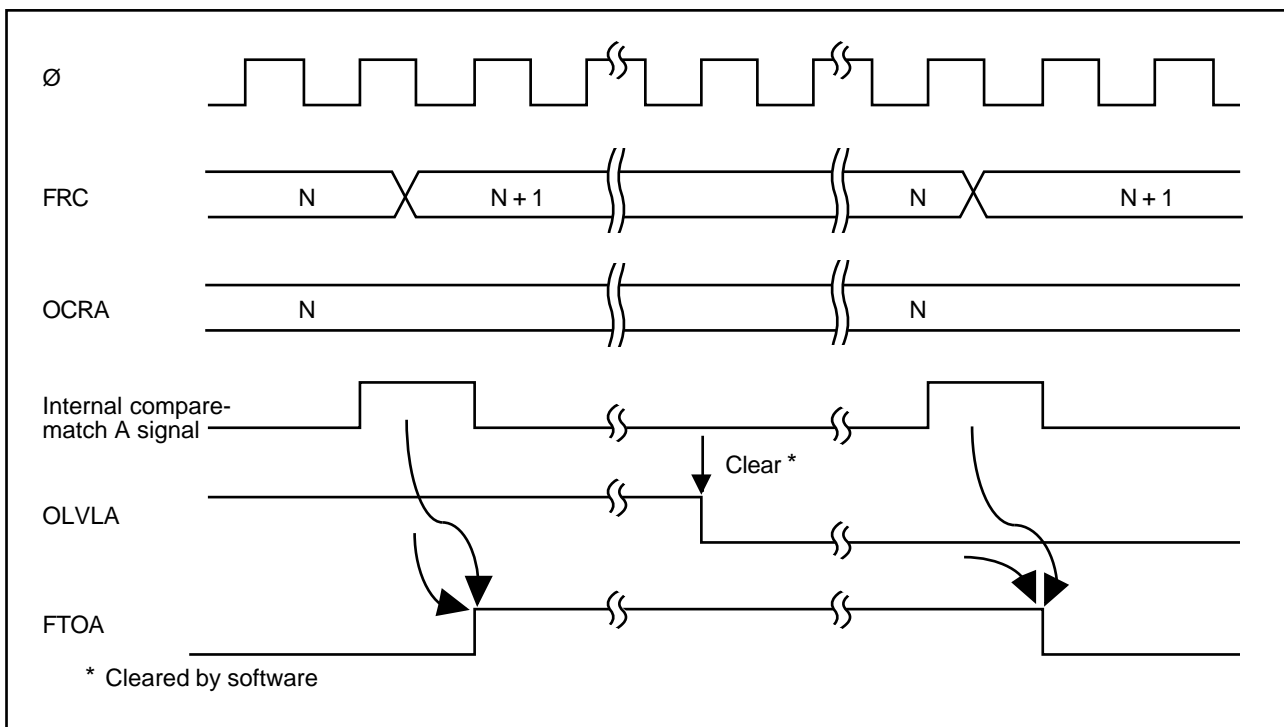 Ø
FRC
N
N + 1
N
N + 1
OCRA
N
N
Internal compare-
match A signal
Clear *
OLVLA
FTOA
* Cleared by software